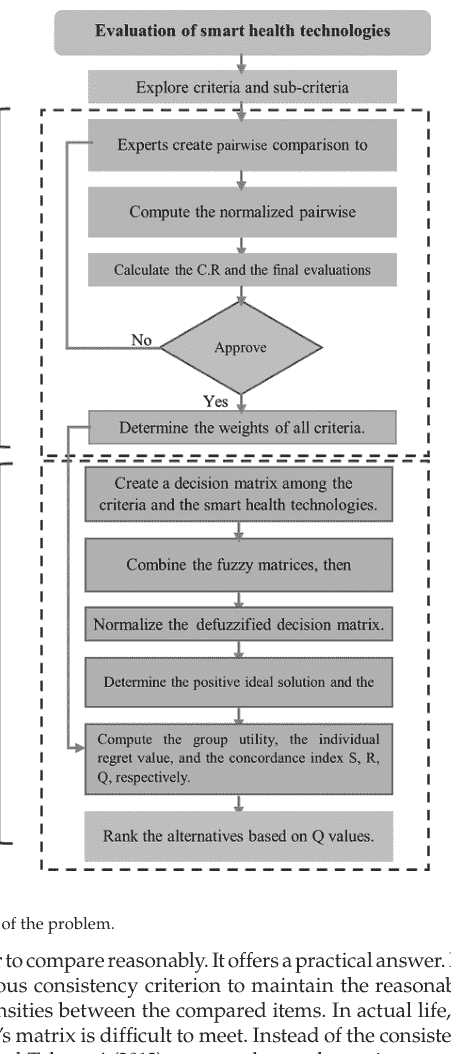 Evaluation of smart health technologies
Explore criteria and sub-criteria
Experts create pairwise comparison to
Compute the normalized pairwise
Calculate the C.R and the final evaluations
Approve
No
Yes
Determine the weights of all criteria.
Create a decision matrix among the
criteria and the smart health technologies.
Combine the fuzzy matrices, then
Normalize the defuzzified decision matrix.
Determine the positive ideal solution and the
Compute the group utility, the individual
regret value, and the concordance index S, R,
Q, respectively.
Rank the alternatives based on Q values.
of the problem.
to compare reasonably. It offers a practical answer.
consistency criterion to maintain the
between the compared items. In actual life,
matrix is difficult to meet. Instead of the